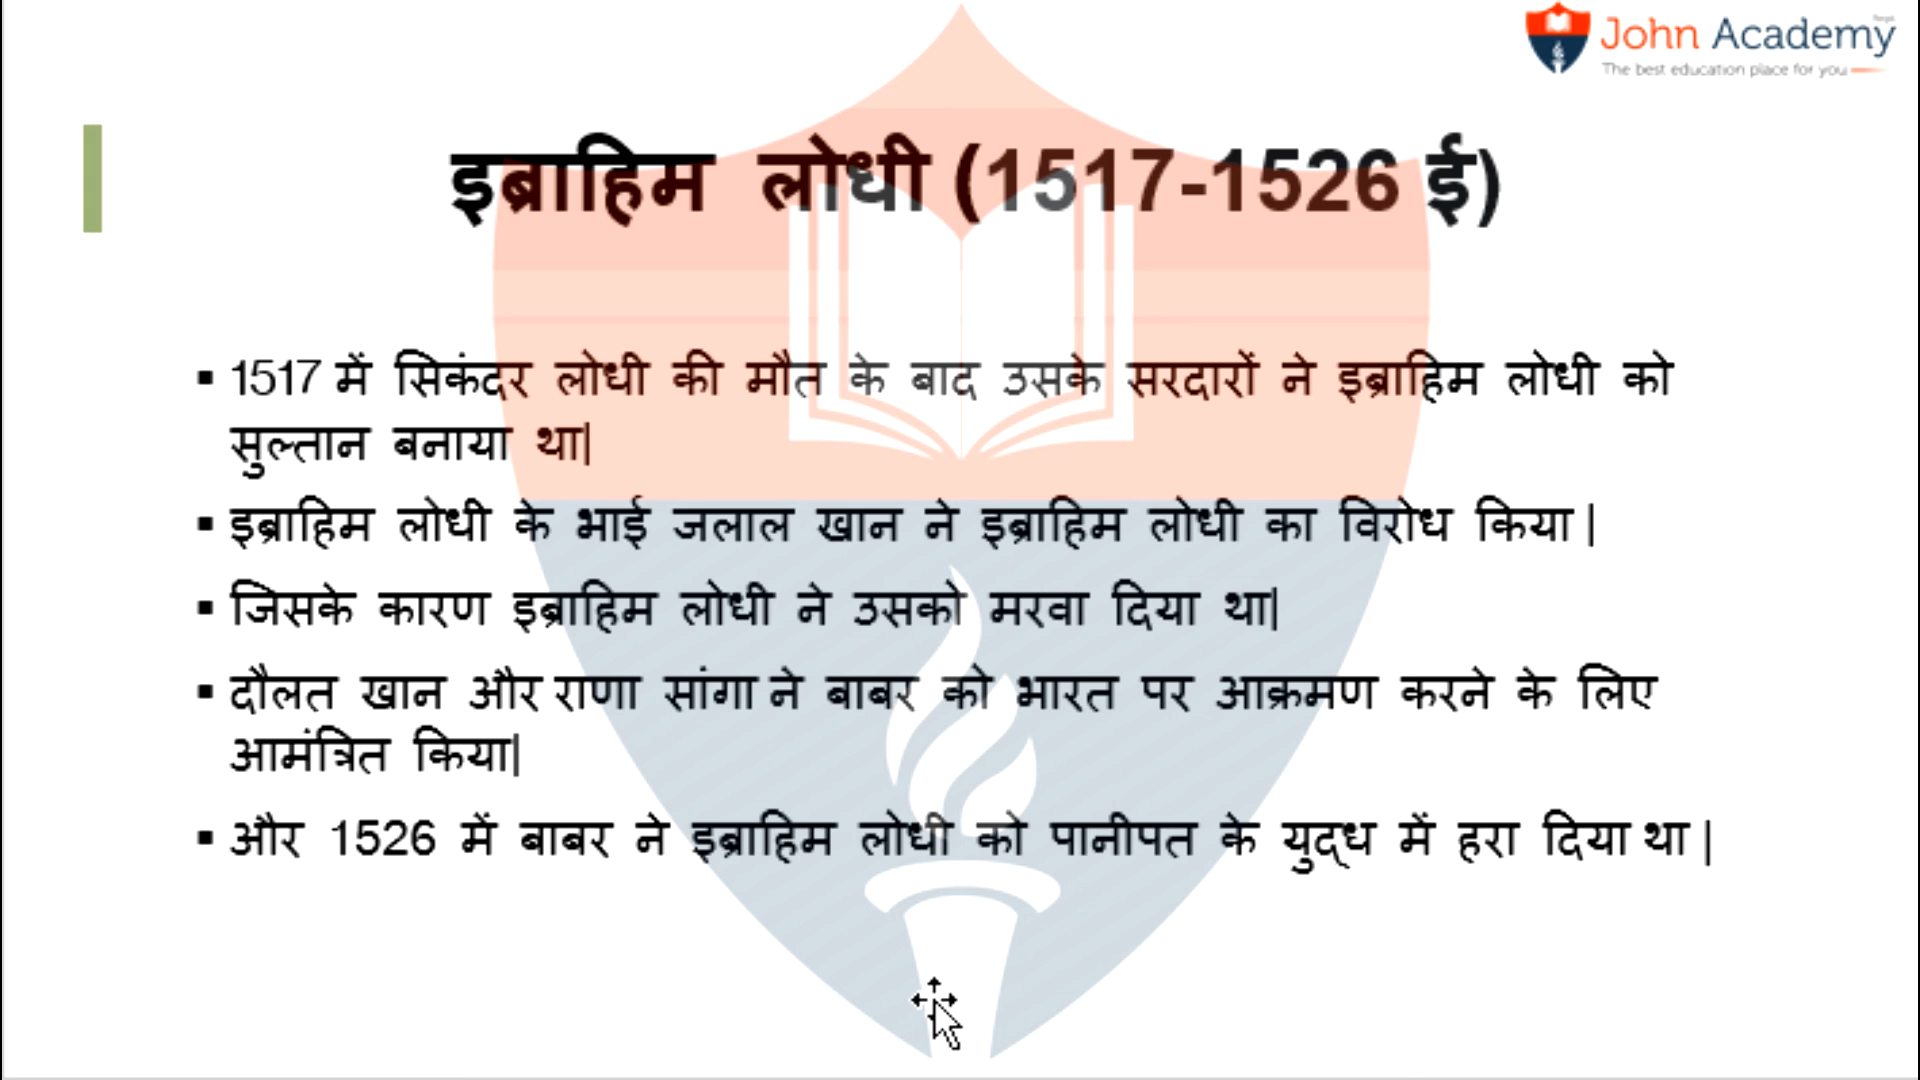 John Academy
The best education place for you
इब्राहिम लोधी (1517-1526 ई)
▪ 1517 में सिकंदर लोधी की मौत के बाद उसके सरदारों ने इब्राहिम लोधी को
सुल्तान बनाया था|
▪ इब्राहिम लोधी के भाई जलाल खान ने इब्राहिम लोधी का विरोध किया |
▪ जिसके कारण इब्राहिम लोधी ने उसको मरवा दिया था|
▪ दौलत खान और राणा सांगा ने बाबर को भारत पर आक्रमण करने के लिए
आमंत्रित किया|
▪ और 1526 में बाबर ने इब्राहिम लोधी को पानीपत के युद्ध में हरा दिया था |